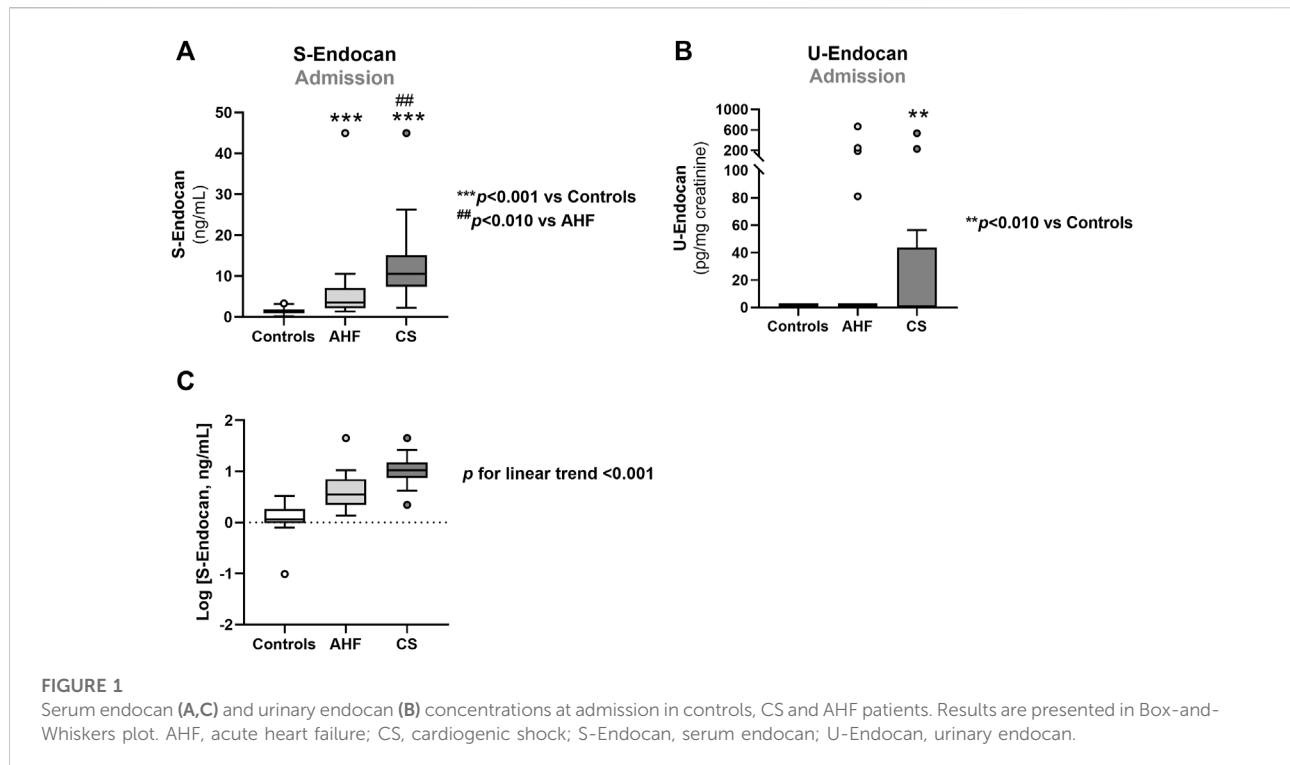 A
S-Endocan
Admission
S-Endocan
(ng/mL)
50
40
30
20
10
0
***
##
***
Controls AHF CS
***p<0.001 vs Controls
##p<0.010 vs AHF
B
U-Endocan
Admission
U-Endocan
(pg/mg creatinine)
1000
600
200
100
80
60
40
20
0
**
Controls AHF CS
**p<0.010 vs Controls
C
Log [S-Endocan, ng/mL]
2
1
0
-1
-2
Controls AHF CS
p for linear trend <0.001
FIGURE 1
Serum endocan (A,C) and urinary endocan (B) concentrations at admission in controls, CS and AHF patients. Results are presented in Box-and-
Whiskers plot. AHF, acute heart failure; CS, cardiogenic shock; S-Endocan, serum endocan; U-Endocan, urinary endocan.